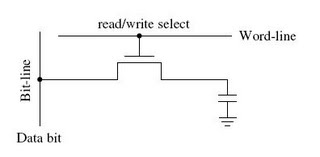 read/write select
Word-line
Bit-line
Data bit